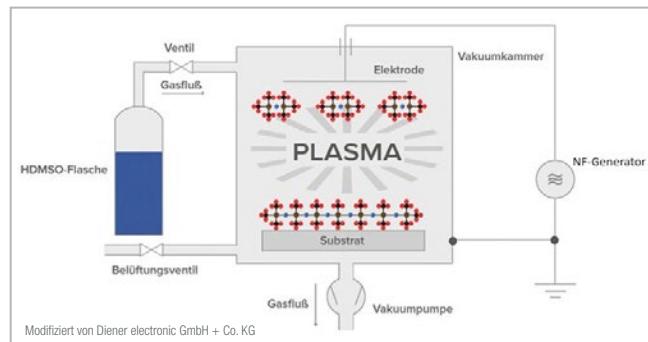 Ventil
Gasfluß
Elektrode
Vakuumkammer
PLASMA
HDMSO-Flasche
NF-Generator
Substrat
Belüftungsventil
Gasfluß
Vakuumpumpe
Modifiziert von Diener electronic GmbH + Co. KG